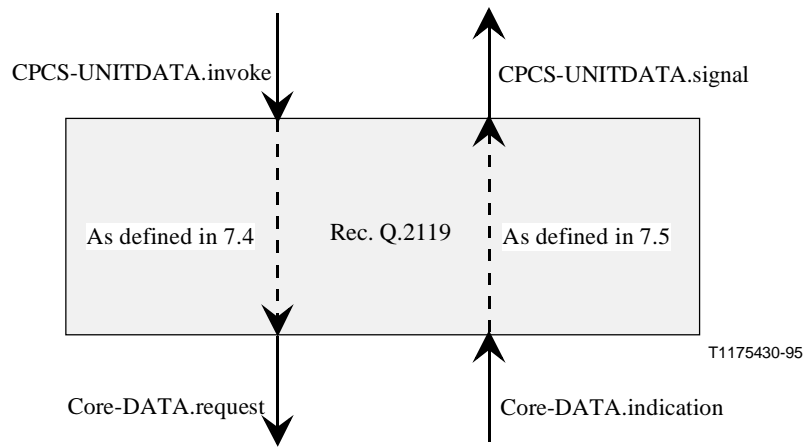 CPCS-UNITDATA.invoke
CPCS-UNITDATA.signal
As defined in 7.4
Rec. Q.2119
As defined in 7.5
T1175430-95
Core-DATA.request
Core-DATA.indication